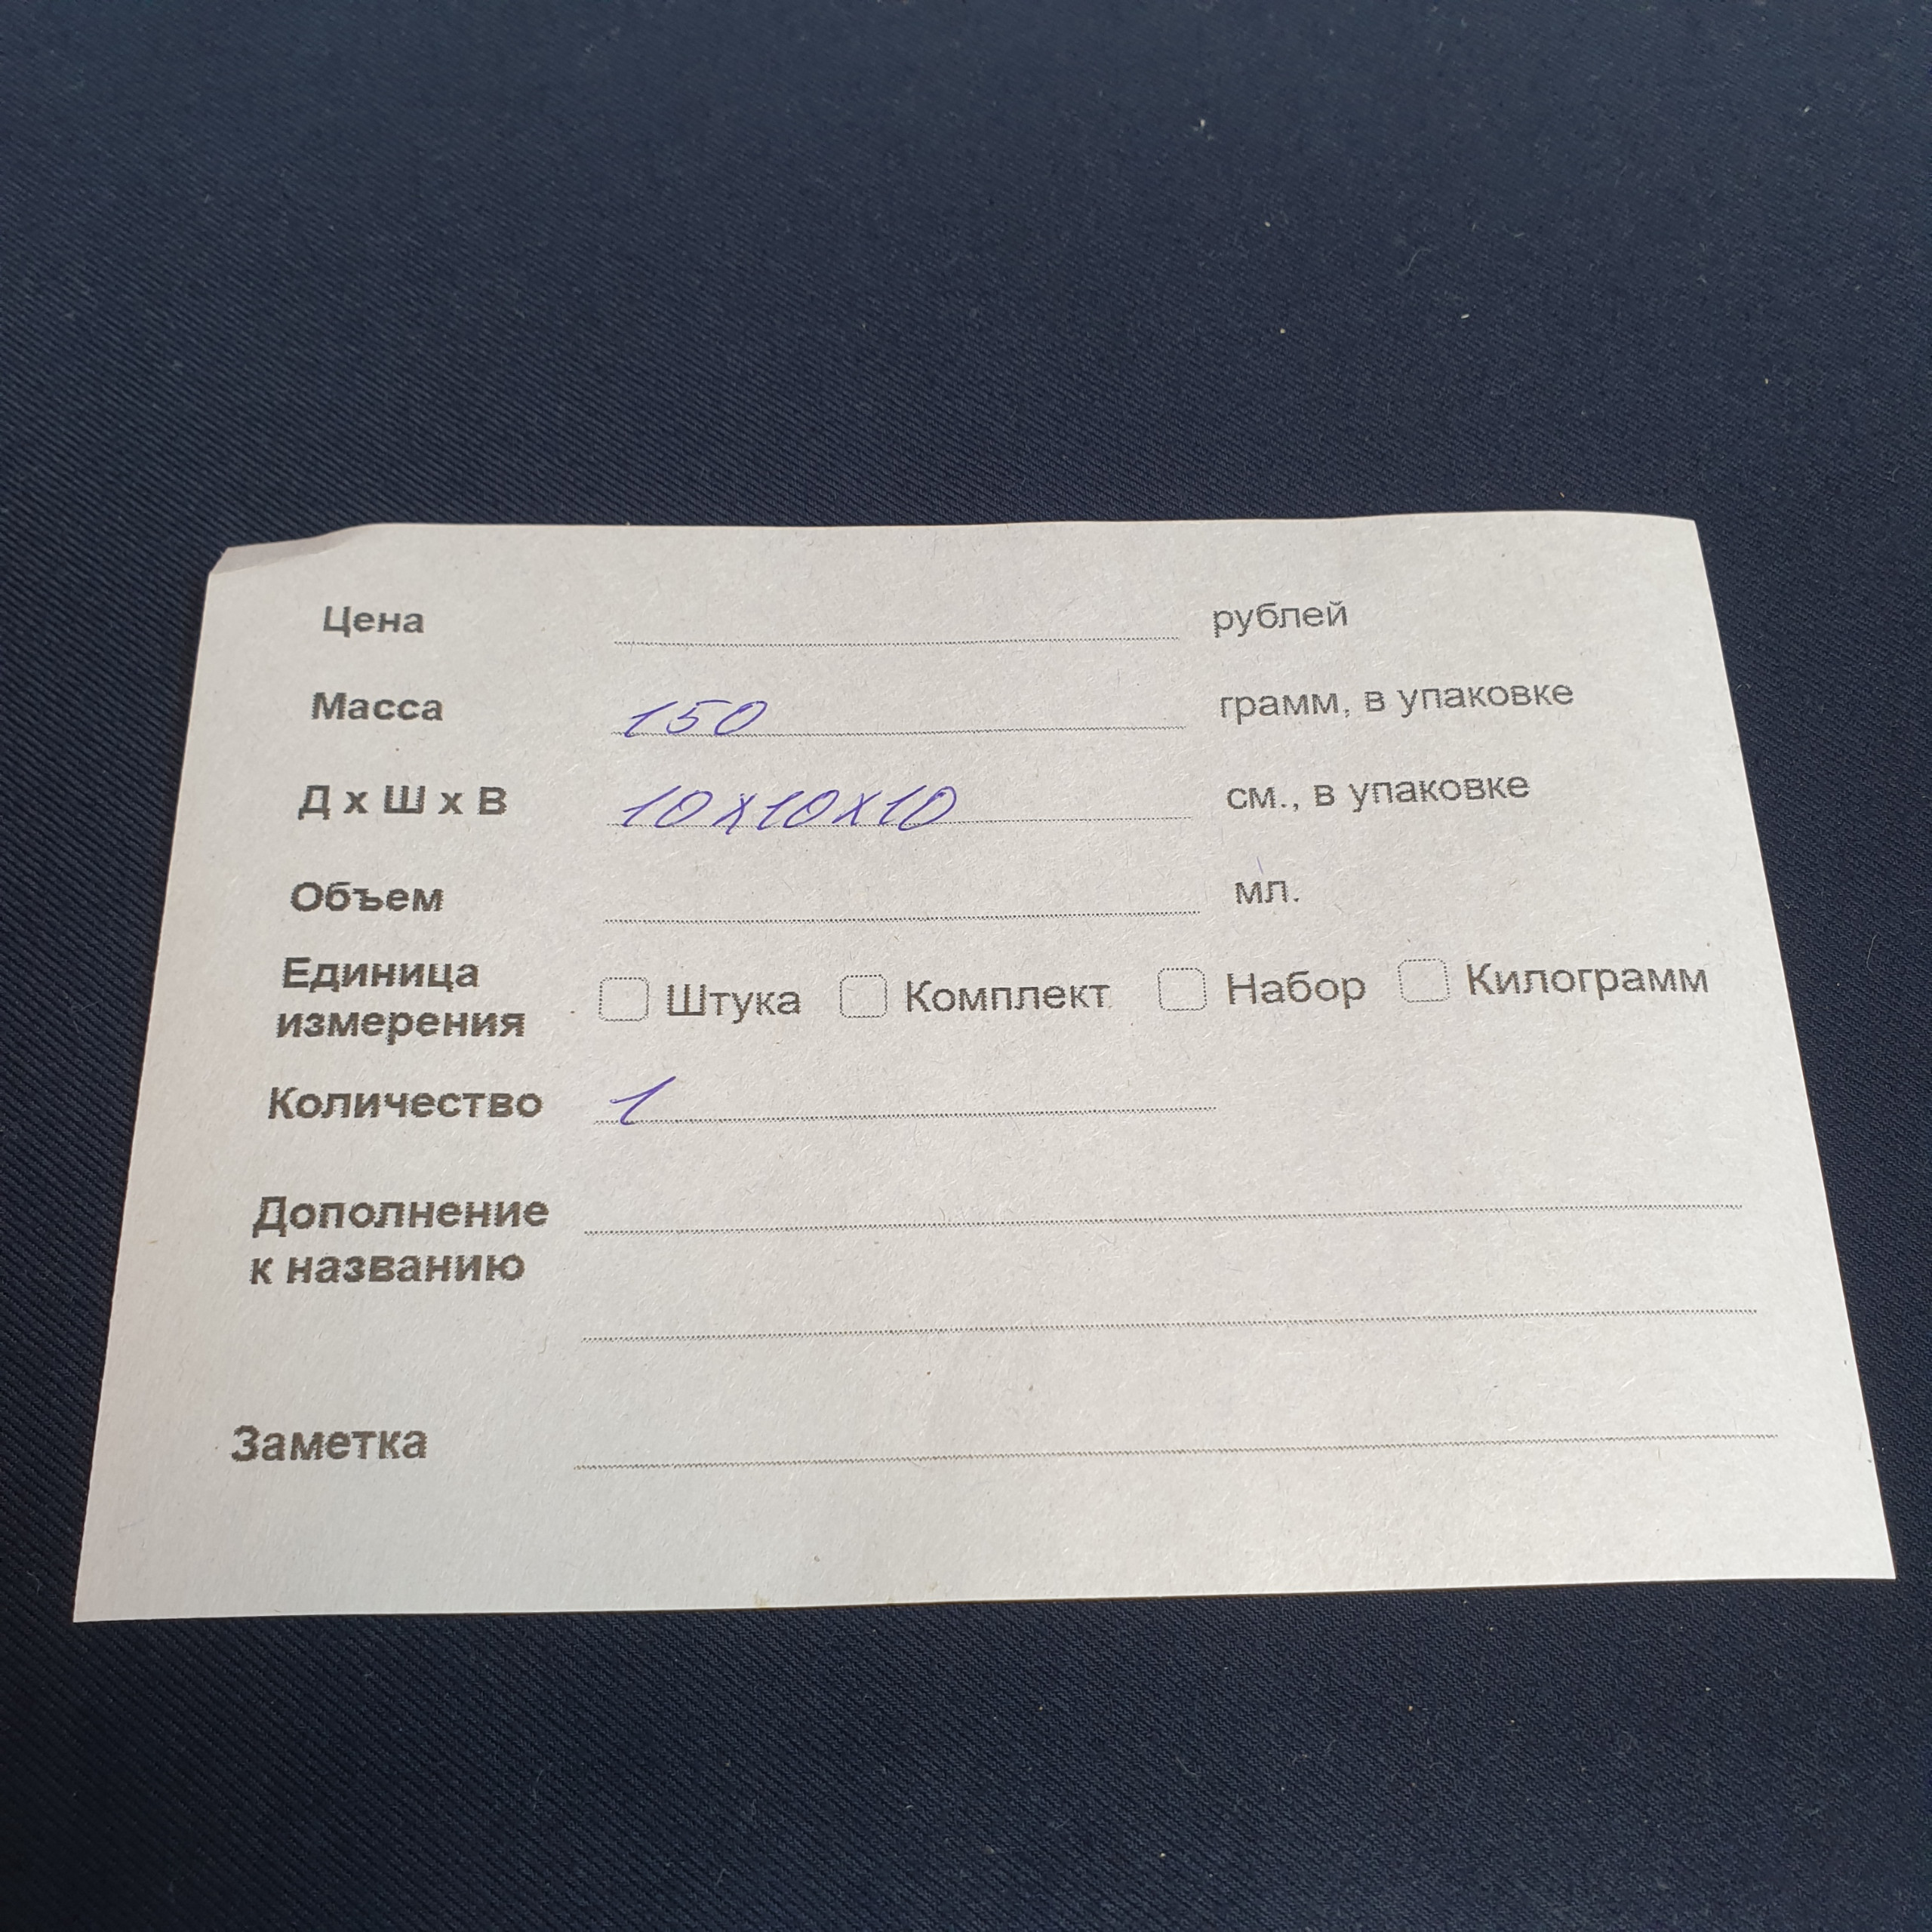 Цена рублей
Масса 150 грамм, в упаковке
Д х Ш х В 10х10х10 см., в упаковке
Объем мл.
Единица
измерения Штука Комплект Набор Килограмм
Количество 1
Дополнение
к названию
Заметка